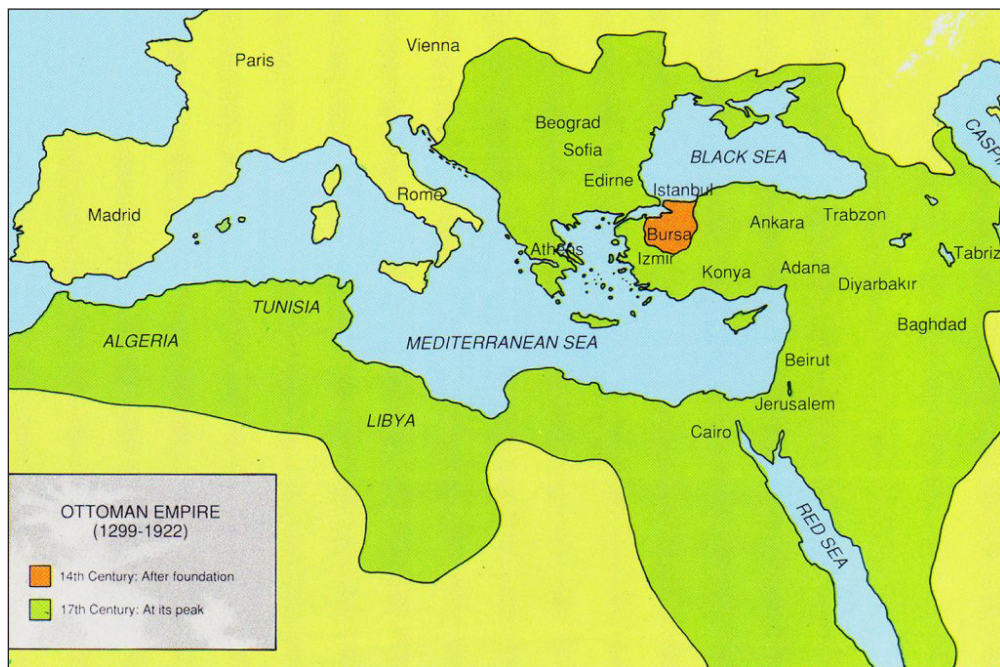 Paris
Vienna
Beograd
Sofia
Edirne
BLACK SEA
CASPI
Istanbul
Rome
Madrid
Bursa
Ankara
Trabzon
Athens
Izmir
Konya
Adana
Tabriz
Diyarbakır
TUNISIA
ALGERIA
MEDITERRANEAN SEA
Baghdad
Beirut
Jerusalem
LIBYA
Cairo
RED SEA
OTTOMAN EMPIRE
(1299-1922)
14th Century: After foundation
17th Century: At its peak